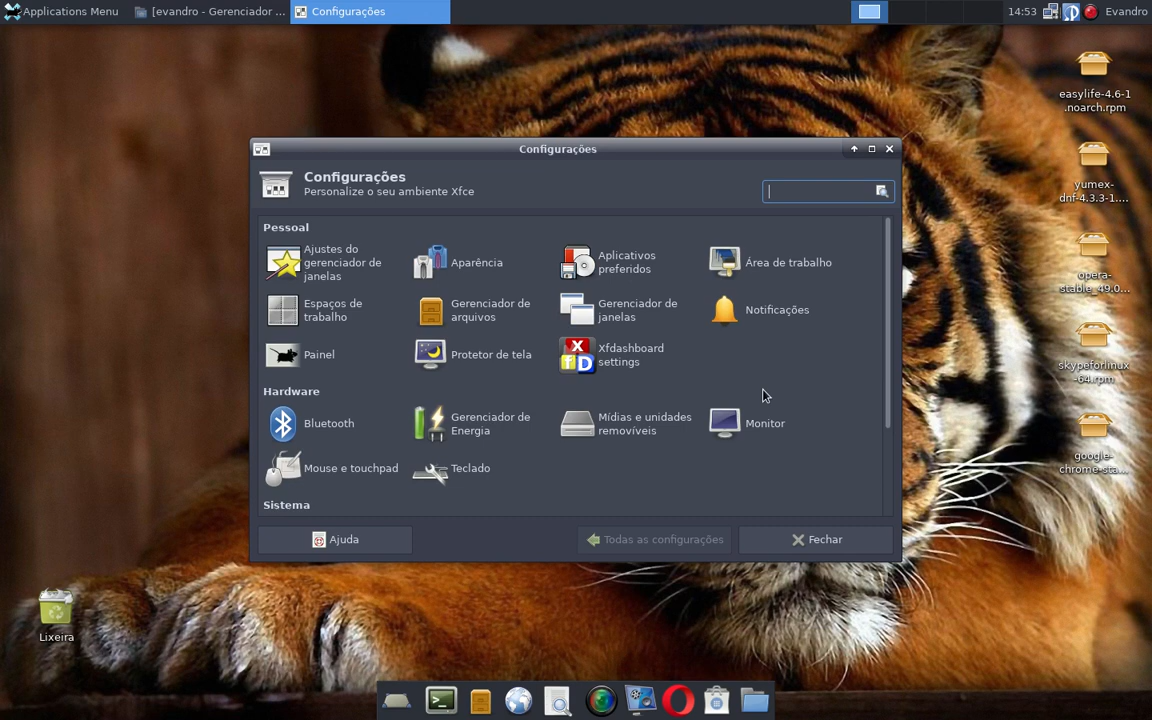 Applications Menu
[evandro - Gerenciador ...
Configurações
14:53
Evandro
easylife-4.6-1
.noarch.rpm
yumex-
dnf-4.3.3-1....
opera-
stable_49.0...
skypeforlinux
-64.rpm
google-
chrome-sta...
Configurações
Configurações
Personalize o seu ambiente Xfce
Pessoal
Ajustes do
gerenciador de
janelas
Aparência
Aplicativos
preferidos
Área de trabalho
Espaços de
trabalho
Gerenciador de
arquivos
Gerenciador de
janelas
Notificações
Painel
Protetor de tela
X
f D
Xfdashboard
settings
Hardware
Bluetooth
Gerenciador de
Energia
Mídias e unidades
removíveis
Monitor
Mouse e touchpad
Teclado
Sistema
Ajuda
Todas as configurações
Fechar
Lixeira